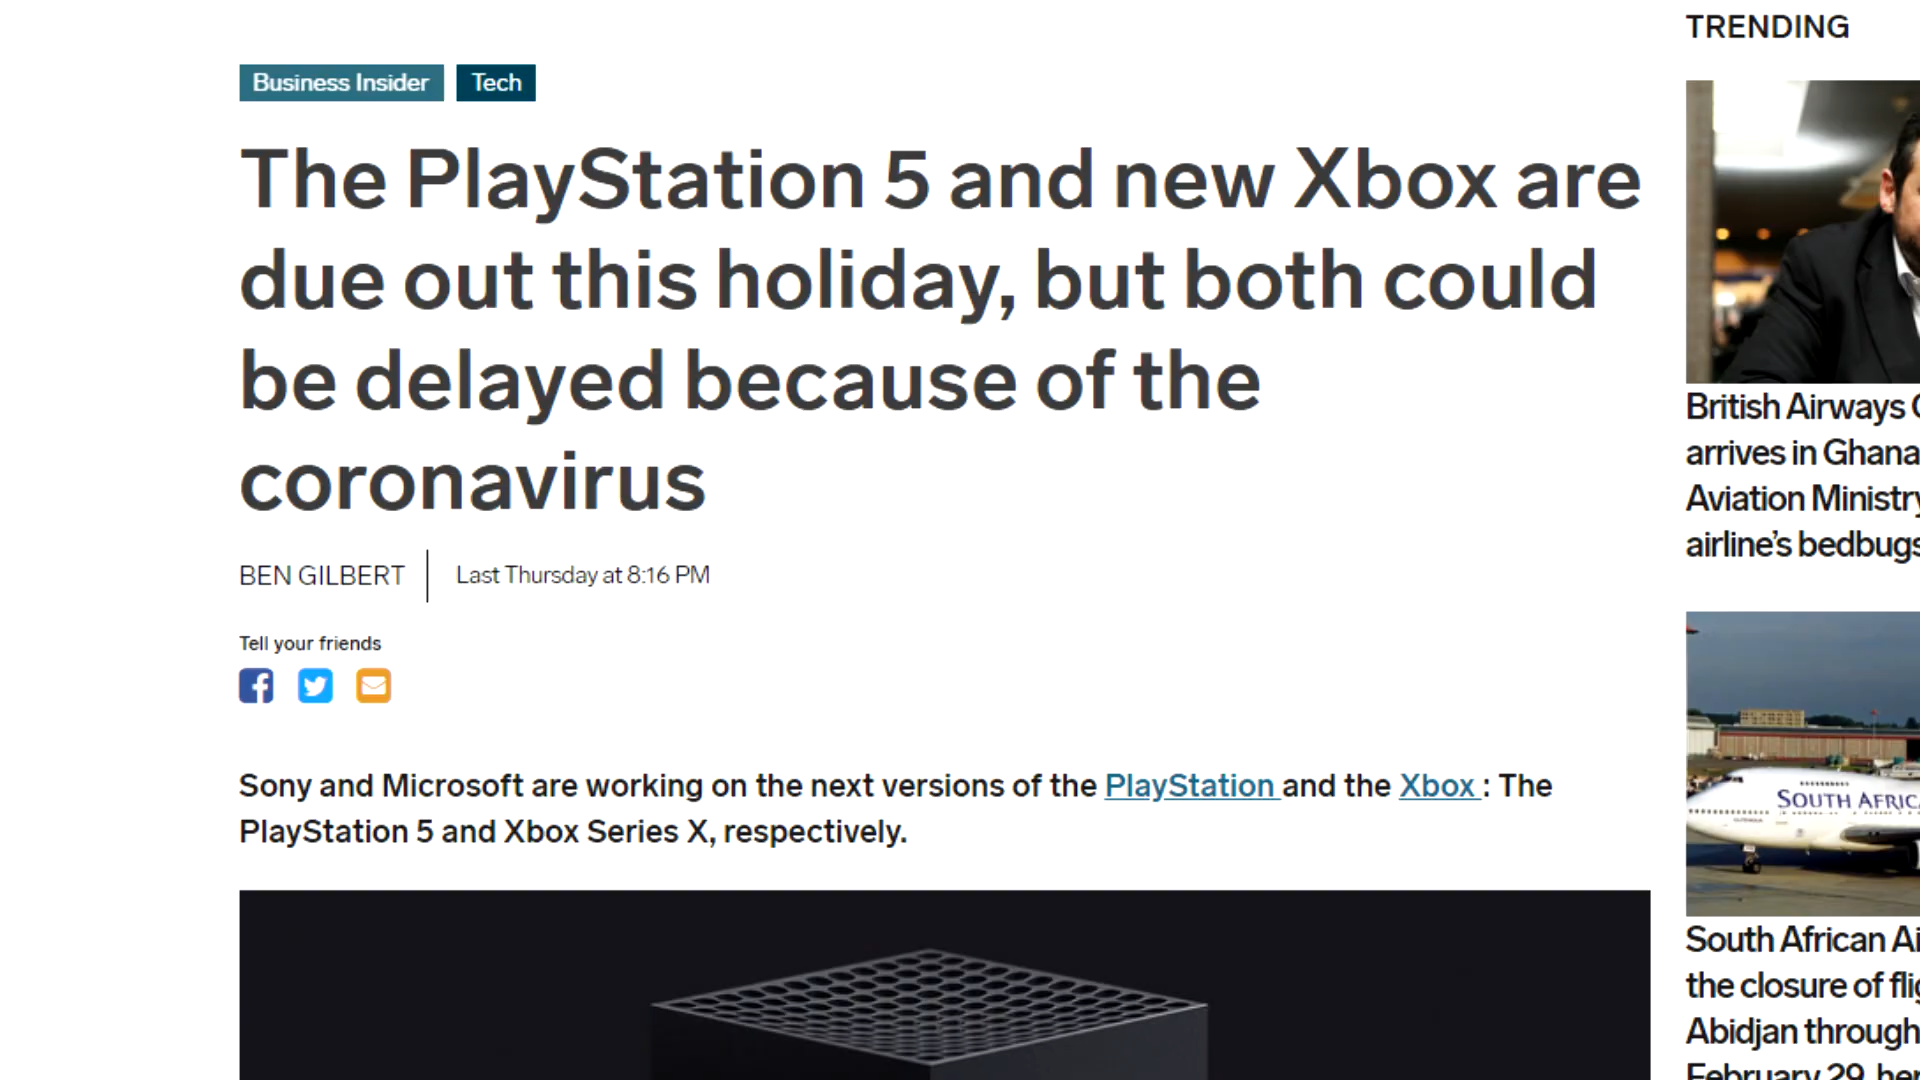 TRENDING
Business Insider Tech
The PlayStation 5 and new Xbox are
due out this holiday, but both could
be delayed because of the
coronavirus
BEN GILBERT Last Thursday at 8:16 PM
Tell your friends
Sony and Microsoft are working on the next versions of the PlayStation and the Xbox : The
PlayStation 5 and Xbox Series X, respectively.
British Airways
arrives in Ghana
Aviation Ministry
airline's bedbugs
SOUTH AFRIC
South African
the closure of
Abidjan through
February 29,